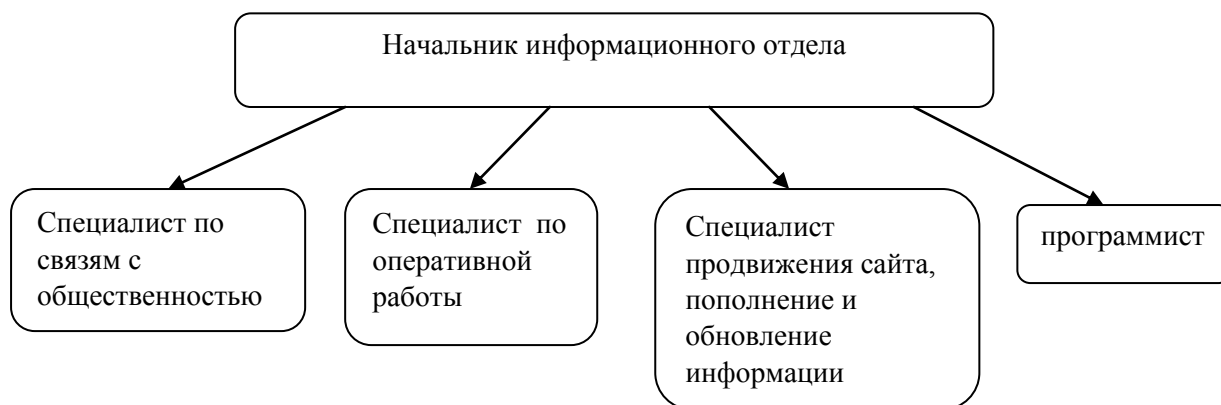 Начальник информационного отдела
Специалист по
связям с
общественностью
Специалист по
оперативной
работы
Специалист
продвижения сайта,
пополнение и
обновление
информации
программист